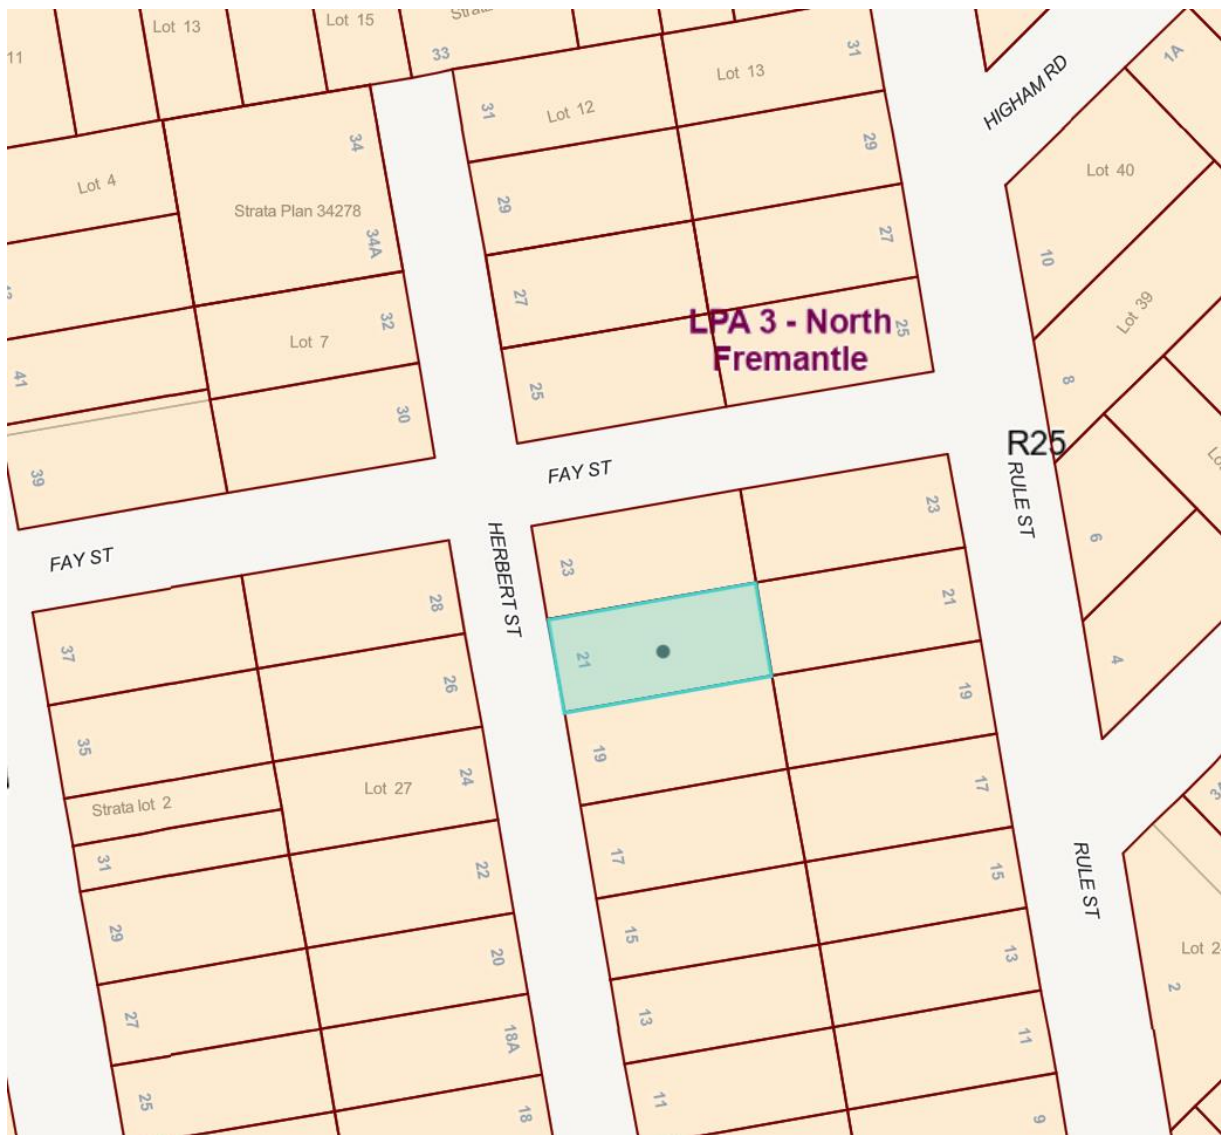 Lot 13
Lot 15
Strata
11
33
31
Lot 12
Lot 13
31
HIGHAM RD
1A
34
Lot 4
Strata Plan 34278
34A
29
29
Lot 40
27
27
10
32
Lot 7
LPA 3 - North
Fremantle
25
Lot 39
41
25
8
30
R25
39
FAY ST
RULE ST
23
FAY ST
HERBERT ST
23
6
28
21
37
21
4
26
19
35
19
24
Lot 27
17
Strata lot 2
31
17
22
15
RULE ST
29
15
20
13
Lot 2
2
27
13
18A
11
25
11
18
9